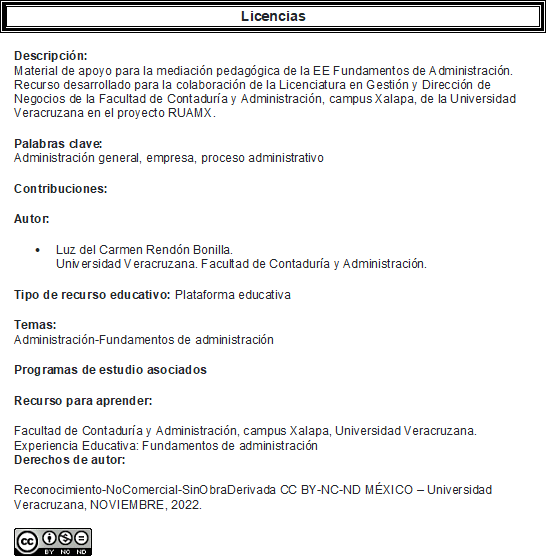 Licencias
Descripción:
Material de apoyo para la mediación pedagógica de la EE Fundamentos de Administración.
Recurso desarrollado para la colaboración de la Licenciatura en Gestión y Dirección de
Negocios de la Facultad de Contaduría y Administración, campus Xalapa, de la Universidad
Veracruzana en el proyecto RUAMX.
Palabras clave:
Administración general, empresa, proceso administrativo
Contribuciones:
Autor:
• Luz del Carmen Rendón Bonilla.
Universidad Veracruzana. Facultad de Contaduría y Administración.
Tipo de recurso educativo: Plataforma educativa
Temas:
Administración-Fundamentos de administración
Programas de estudio asociados
Recurso para aprender:
Facultad de Contaduría y Administración, campus Xalapa, Universidad Veracruzana.
Experiencia Educativa: Fundamentos de administración
Derechos de autor:
Reconocimiento-NoComercial-SinObraDerivada CC BY-NC-ND MÉXICO – Universidad
Veracruzana, NOVIEMBRE, 2022.
cc
BY NC ND